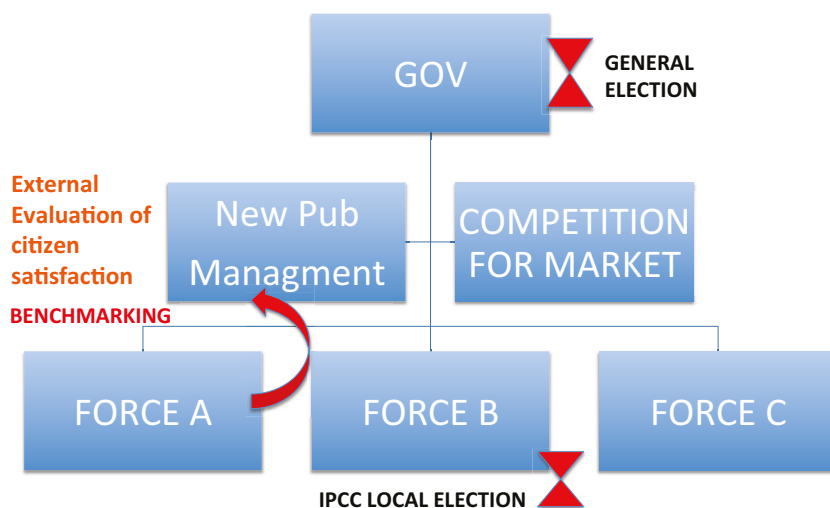 GOV
GENERAL
ELECTION
External
Evaluation of
citizen
satisfaction
BENCHMARKING
New Pub
Managment
COMPETITION
FOR MARKET
FORCE A
FORCE B
FORCE C
IPCC LOCAL ELECTION